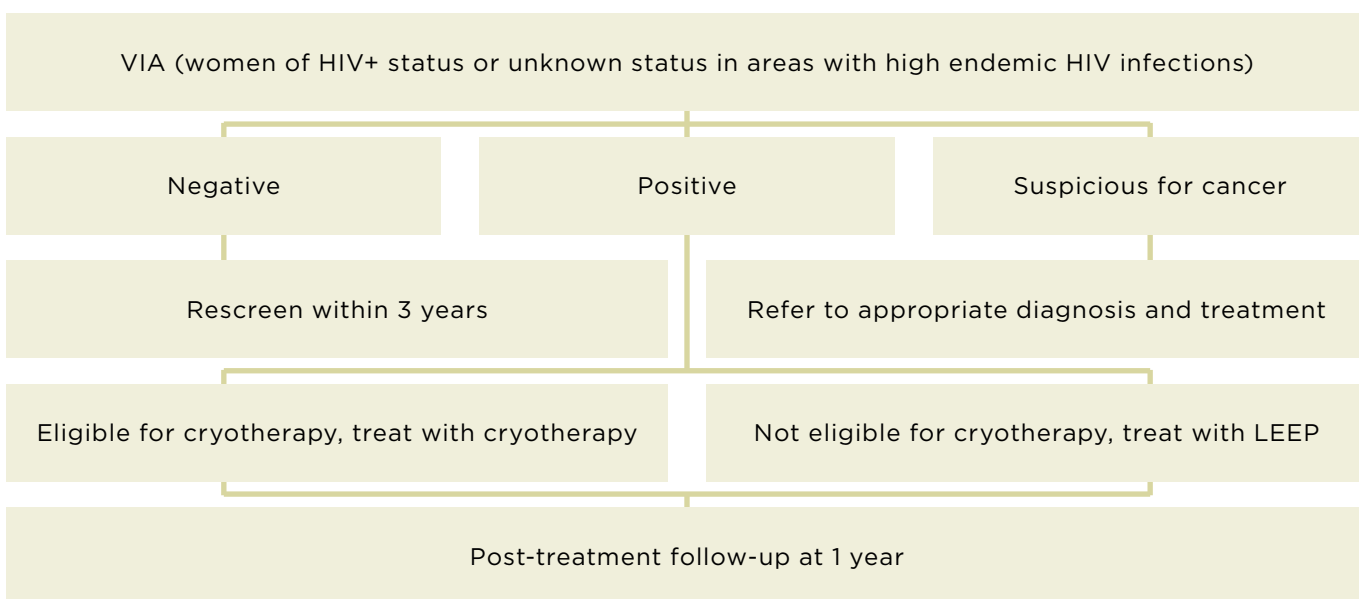 VIA (women of HIV+ status or unknown status in areas with high endemic HIV infections)
Negative
Positive
Suspicious for cancer
Rescreen within 3 years
Refer to appropriate diagnosis and treatment
Eligible for cryotherapy, treat with cryotherapy
Not eligible for cryotherapy, treat with LEEP
Post-treatment follow-up at 1 year